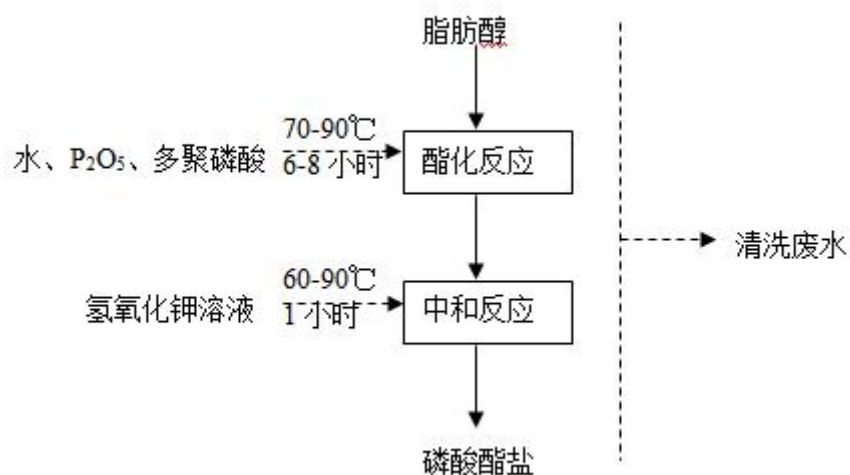 脂肪醇
水、P₂O₅、多聚磷酸
70-90℃
6-8 小时
酯化反应
清洗废水
氢氧化钾溶液
60-90℃
1 小时
中和反应
磷酸酯盐